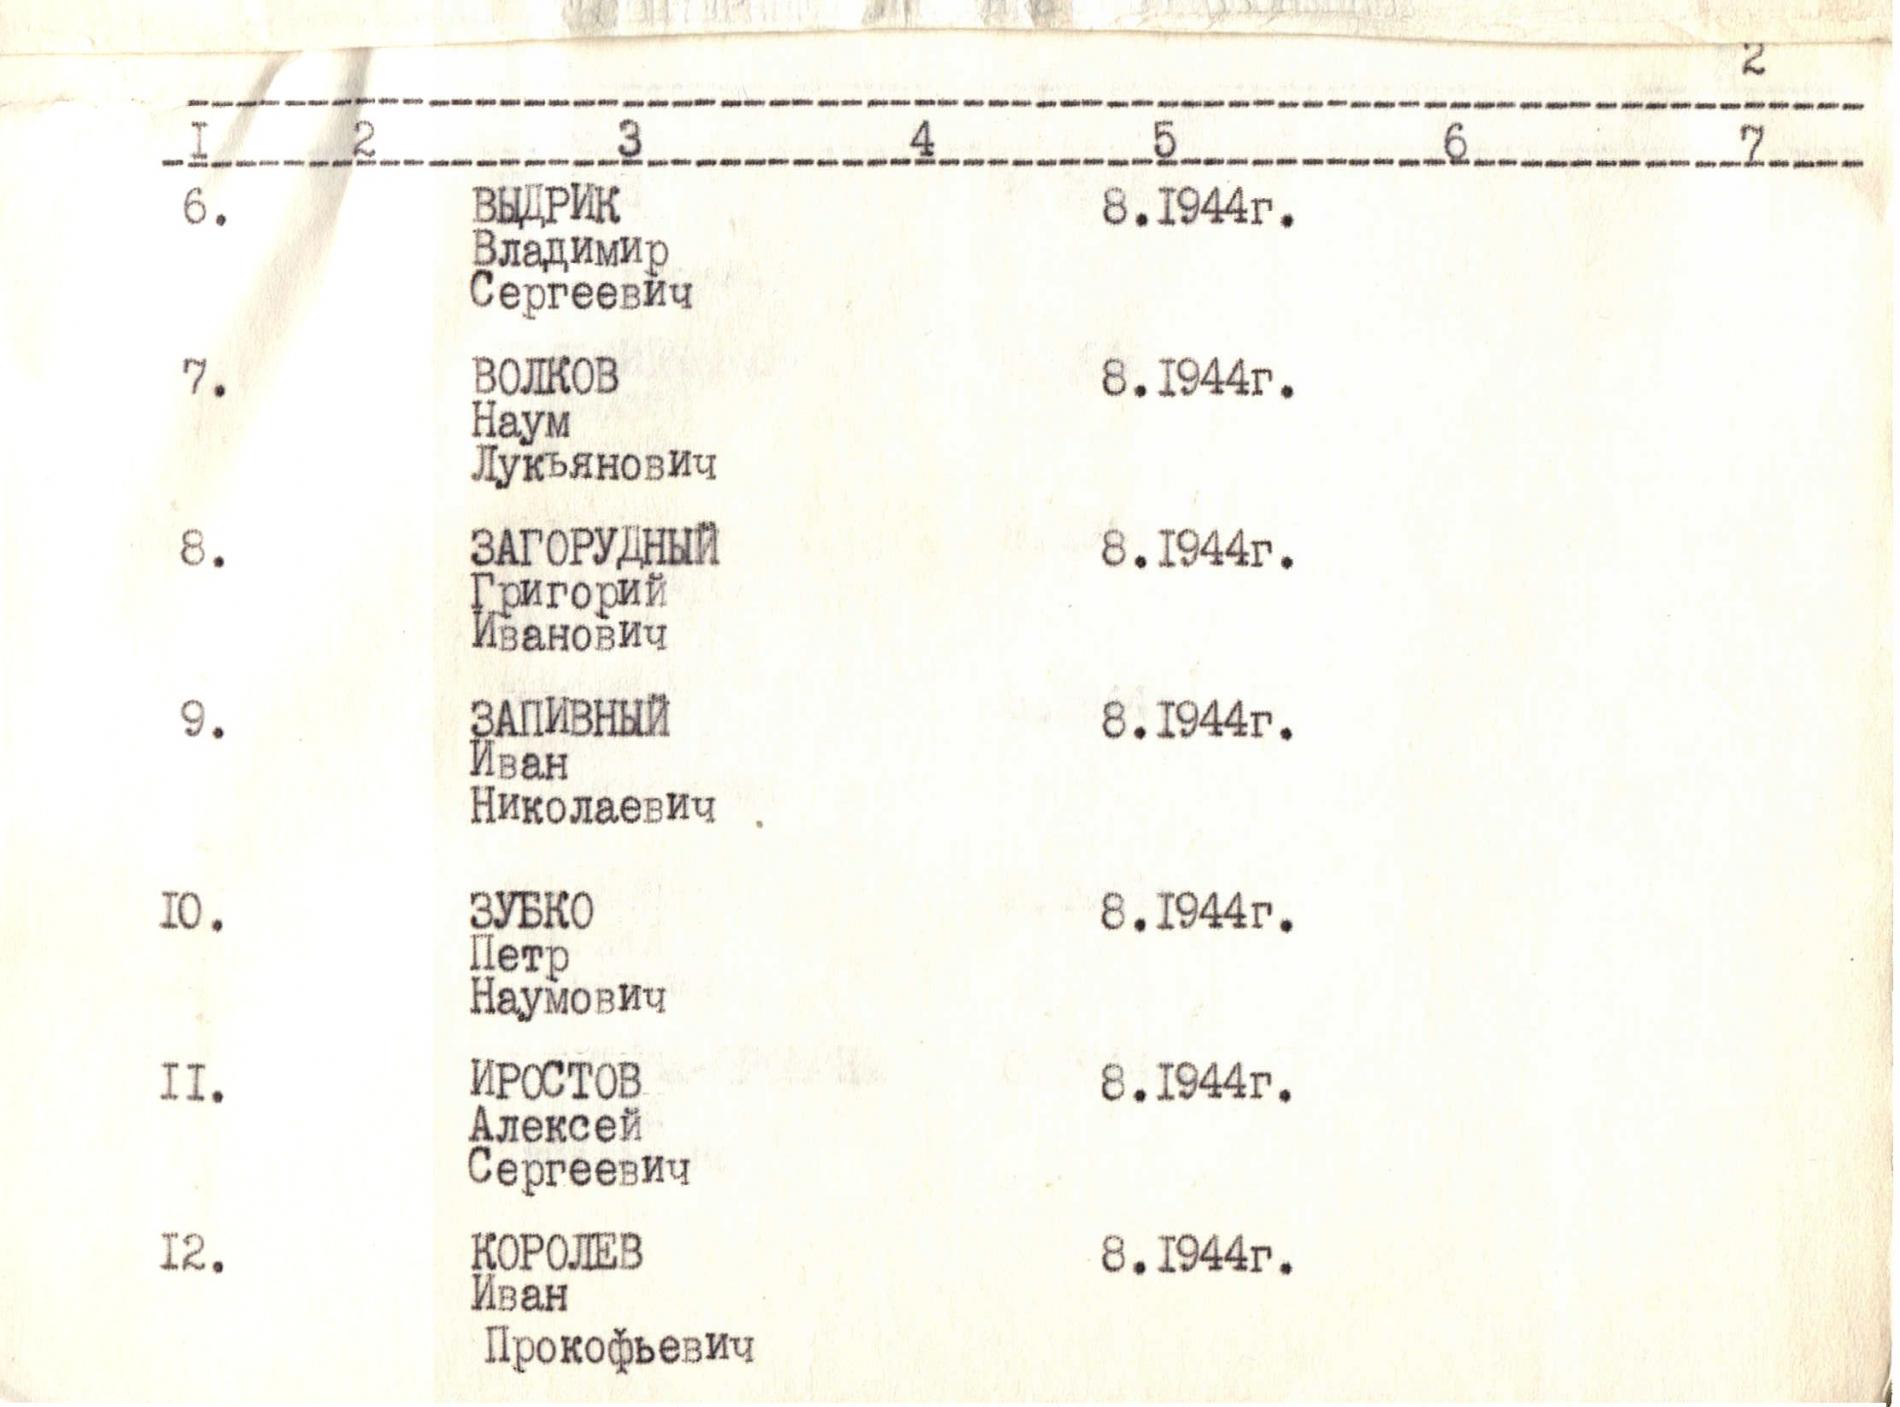 2
I 2 3 4 5 6 7
6. ВЫДРИК 8.I944г.
Владимир
Сергеевич
7. ВОЛКОВ 8.I944г.
Наум
Лукъянович
8. ЗАГОРУДНЫЙ 8.I944г.
Григорий
Иванович
9. ЗАПИВНЫЙ 8.I944г.
Иван
Николаевич
I0. ЗУБКО 8.I944г.
Петр
Наумович
II. ИРОСТОВ 8.I944г.
Алексей
Сергеевич
I2. КОРОЛЕВ 8.I944г.
Иван
Прокофьевич